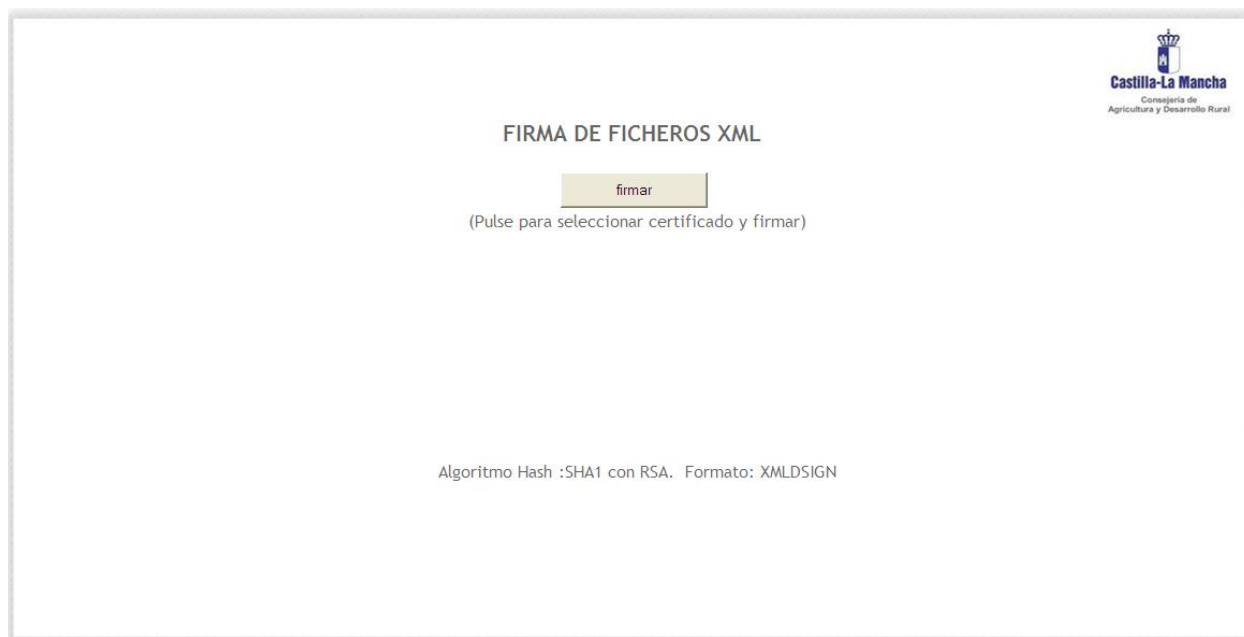 Castilla-La Mancha
Consejería de
Agricultura y Desarrollo Rural
FIRMA DE FICHEROS XML
firmar
(Pulse para seleccionar certificado y firmar)
Algoritmo Hash :SHA1 con RSA. Formato: XMLDSIGN